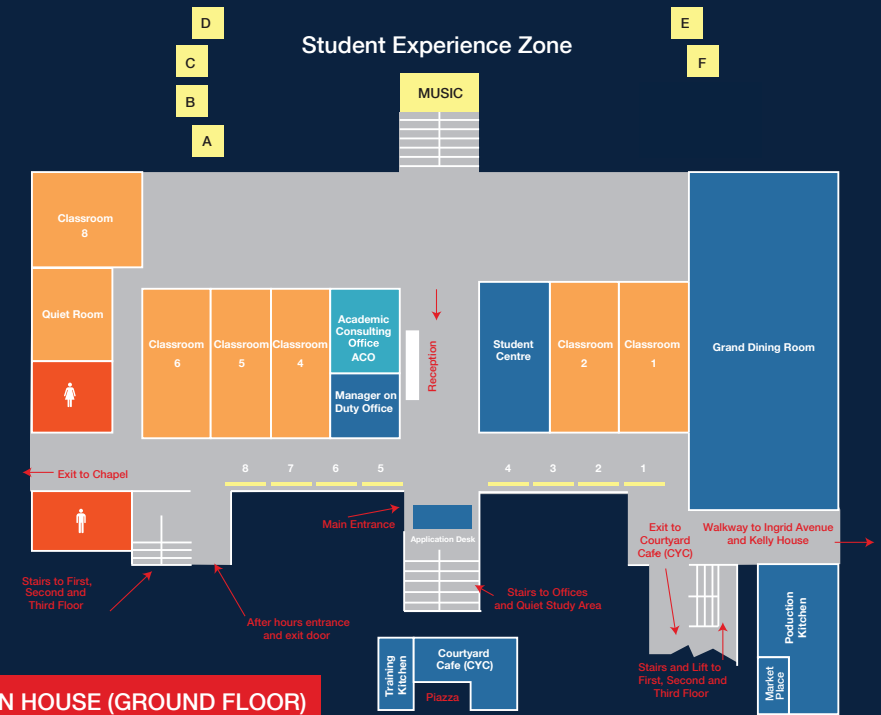 D
E
Student Experience Zone
C
F
MUSIC
B
A
Classroom
8
Quiet Room
Classroom
6
Classroom
5
Classroom
4
Academic
Consulting
Office
ACO
Manager on
Duty Office
Reception
Student
Centre
Classroom
2
Classroom
1
Grand Dining Room
8
7
6
5
4
3
2
1
Exit to Chapel
Main Entrance
Application Desk
Exit to
Courtyard
Cafe (CYC)
Walkway to Ingrid Avenue
and Kelly House
Stairs to First,
Second and
Third Floor
After hours entrance
and exit door
Stairs to Offices
and Quiet Study Area
Poduction
Kitchen
Training
Kitchen
Courtyard
Cafe (CYC)
Piazza
Stairs and Lift to
First, Second and
Third Floor
Market
Place
N HOUSE (GROUND FLOOR)